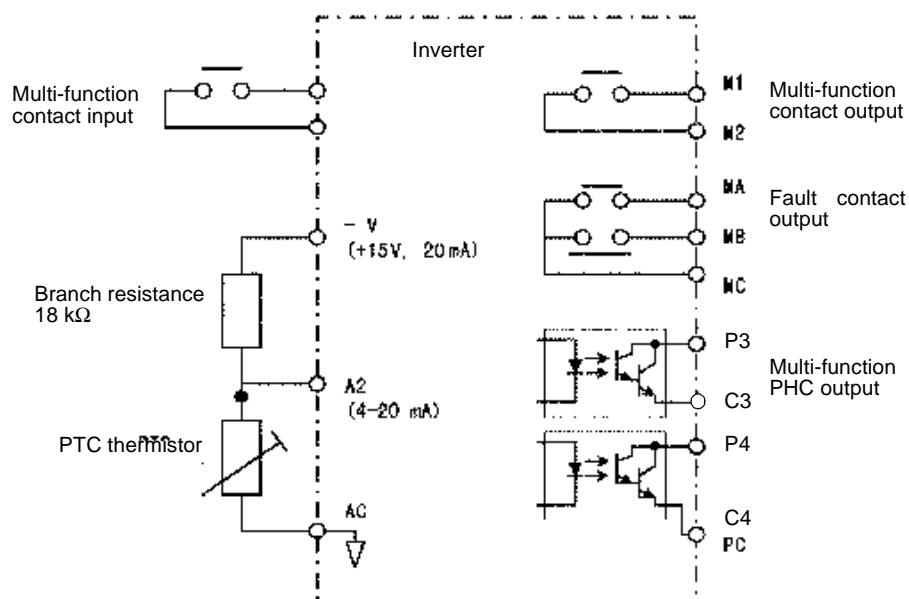 Inverter
Multi-function
contact input
M1
M2
Multi-function
contact output
MA
MB
MC
Fault contact
output
- V
(+15V, 20 mA)
Branch resistance
18 kΩ
A2
(4-20 mA)
PTC thermistor
AC
P3
C3
Multi-function
PHC output
P4
C4
PC